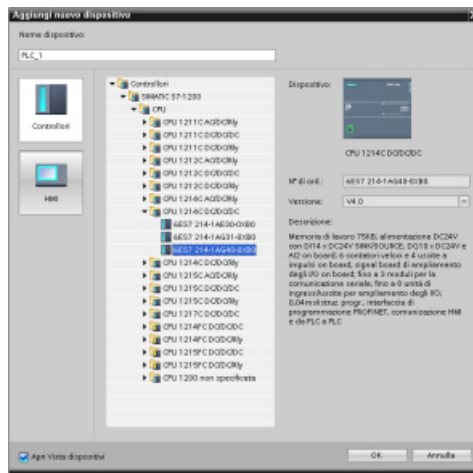 Aggiungi nuovo dispositivo
Nome dispositivo:
PLC_1
Controllori
HMI
Controllori
SIMATIC S7-1200
CPU
CPU 1211C AC/DC/Rly
CPU 1211C DC/DC/DC
CPU 1211C DC/DC/Rly
CPU 1212C AC/DC/Rly
CPU 1212C DC/DC/DC
CPU 1212C DC/DC/Rly
CPU 1214C AC/DC/Rly
CPU 1214C DC/DC/DC
6ES7 214-1AE30-0XB0
6ES7 214-1AG31-0XB0
6ES7 214-1AG40-0XB0
CPU 1214C DC/DC/Rly
CPU 1215C AC/DC/Rly
CPU 1215C DC/DC/DC
CPU 1215C DC/DC/Rly
CPU 1217C DC/DC/DC
CPU 1214FC DC/DC/DC
CPU 1214FC DC/DC/Rly
CPU 1215FC DC/DC/DC
CPU 1215FC DC/DC/Rly
CPU 1200 non specificata
Dispositivo:
CPU 1214C DC/DC/DC
N° di ord.: 6ES7 214-1AG40-0XB0
Versione: V4.0
Descrizione:
Memoria di lavoro 75KB; alimentazione DC24V
con DI14 x DC24V SINK/SOURCE, DQ10 x DC24V e
AI2 on board; 6 contatori veloci e 4 uscite a
impulsi on board; signal board di ampliamento
degli I/O on board; fino a 3 moduli per la
comunicazione seriale; fino a 8 unità di
ingressi/uscite per ampliamento degli I/O;
0,04ms/istruz. progr.; interfaccia di
programmazione PROFINET, comunicazione HMI
e da PLC a PLC
Apri Vista dispositivi
OK
Annulla